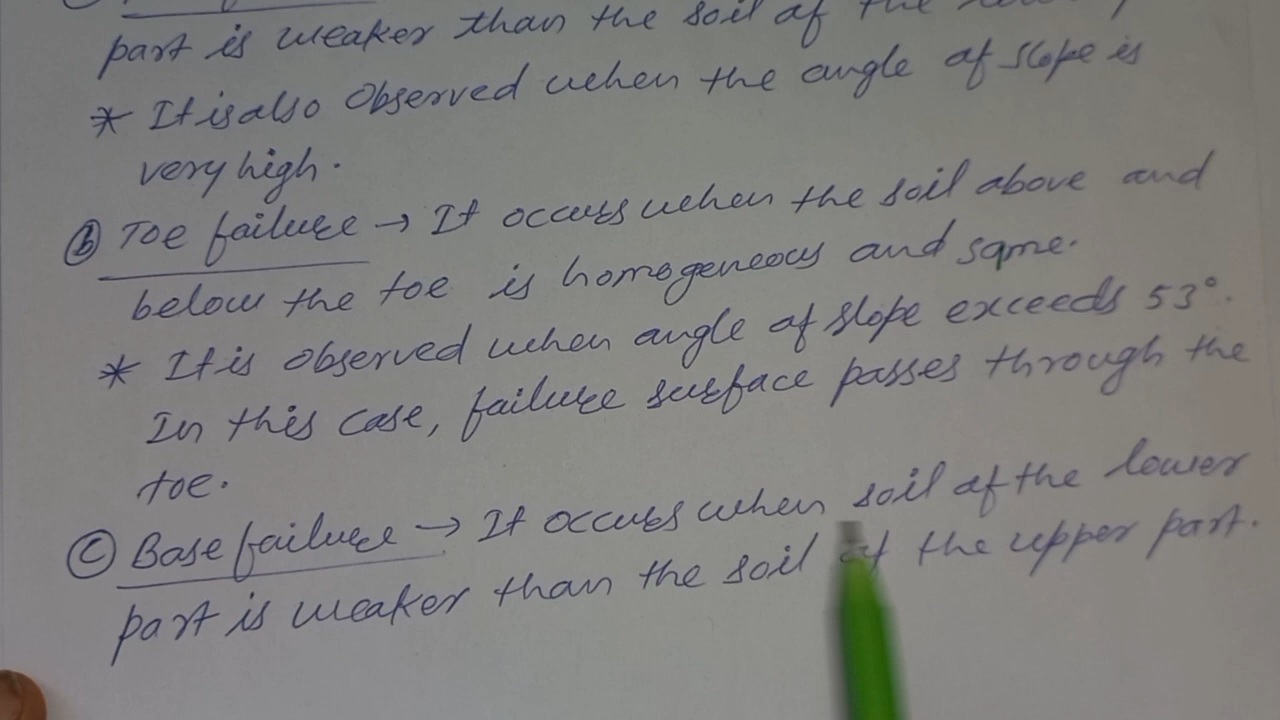 part is weaker than the soil of the
* It is also observed when the angle of slope is
very high.
(b) Toe failure → It occurs when the soil above and
below the toe is homogeneous and same.
* It is observed when angle of slope exceeds 53°.
In this case, failure surface passes through the
toe.
(c) Base failure → It occurs when soil of the lower
part is weaker than the soil of the upper part.